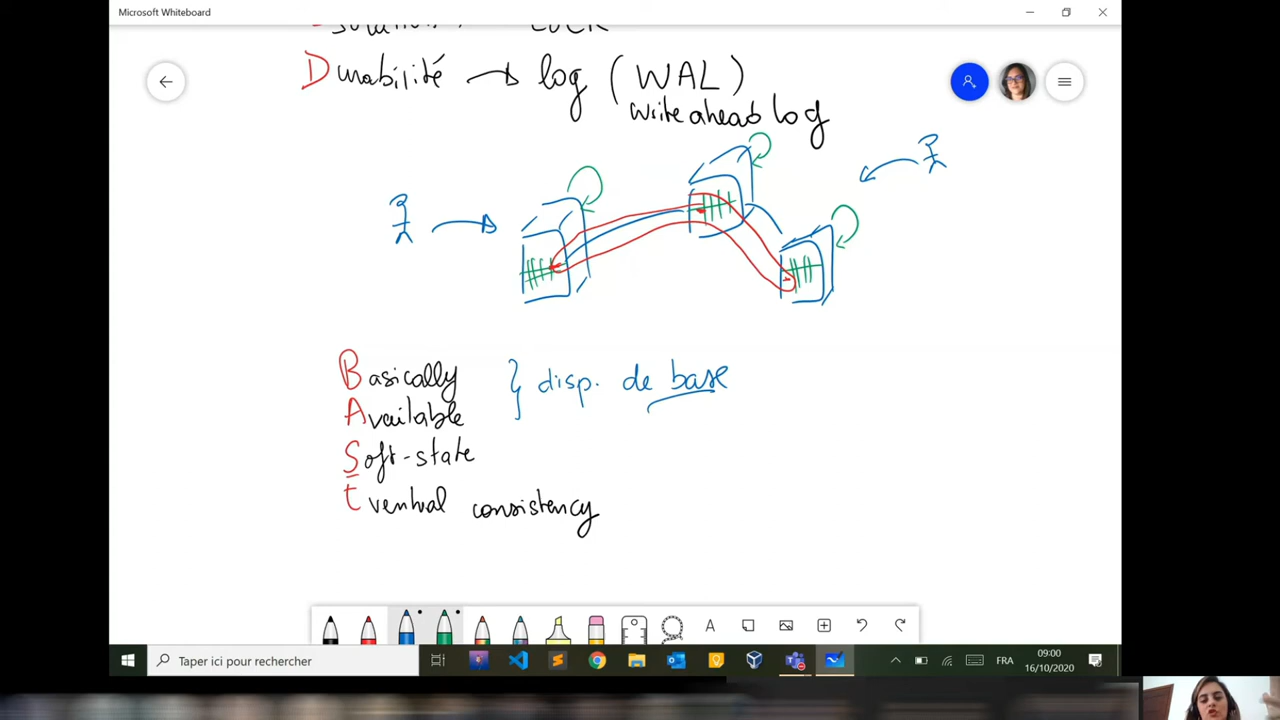 Microsoft Whiteboard
Durabilité → log (WAL)
write ahead log
Basically
Available
} disp. de base
Soft-state
Eventual consistency
A
Taper ici pour rechercher
FRA
09:00
16/10/2020